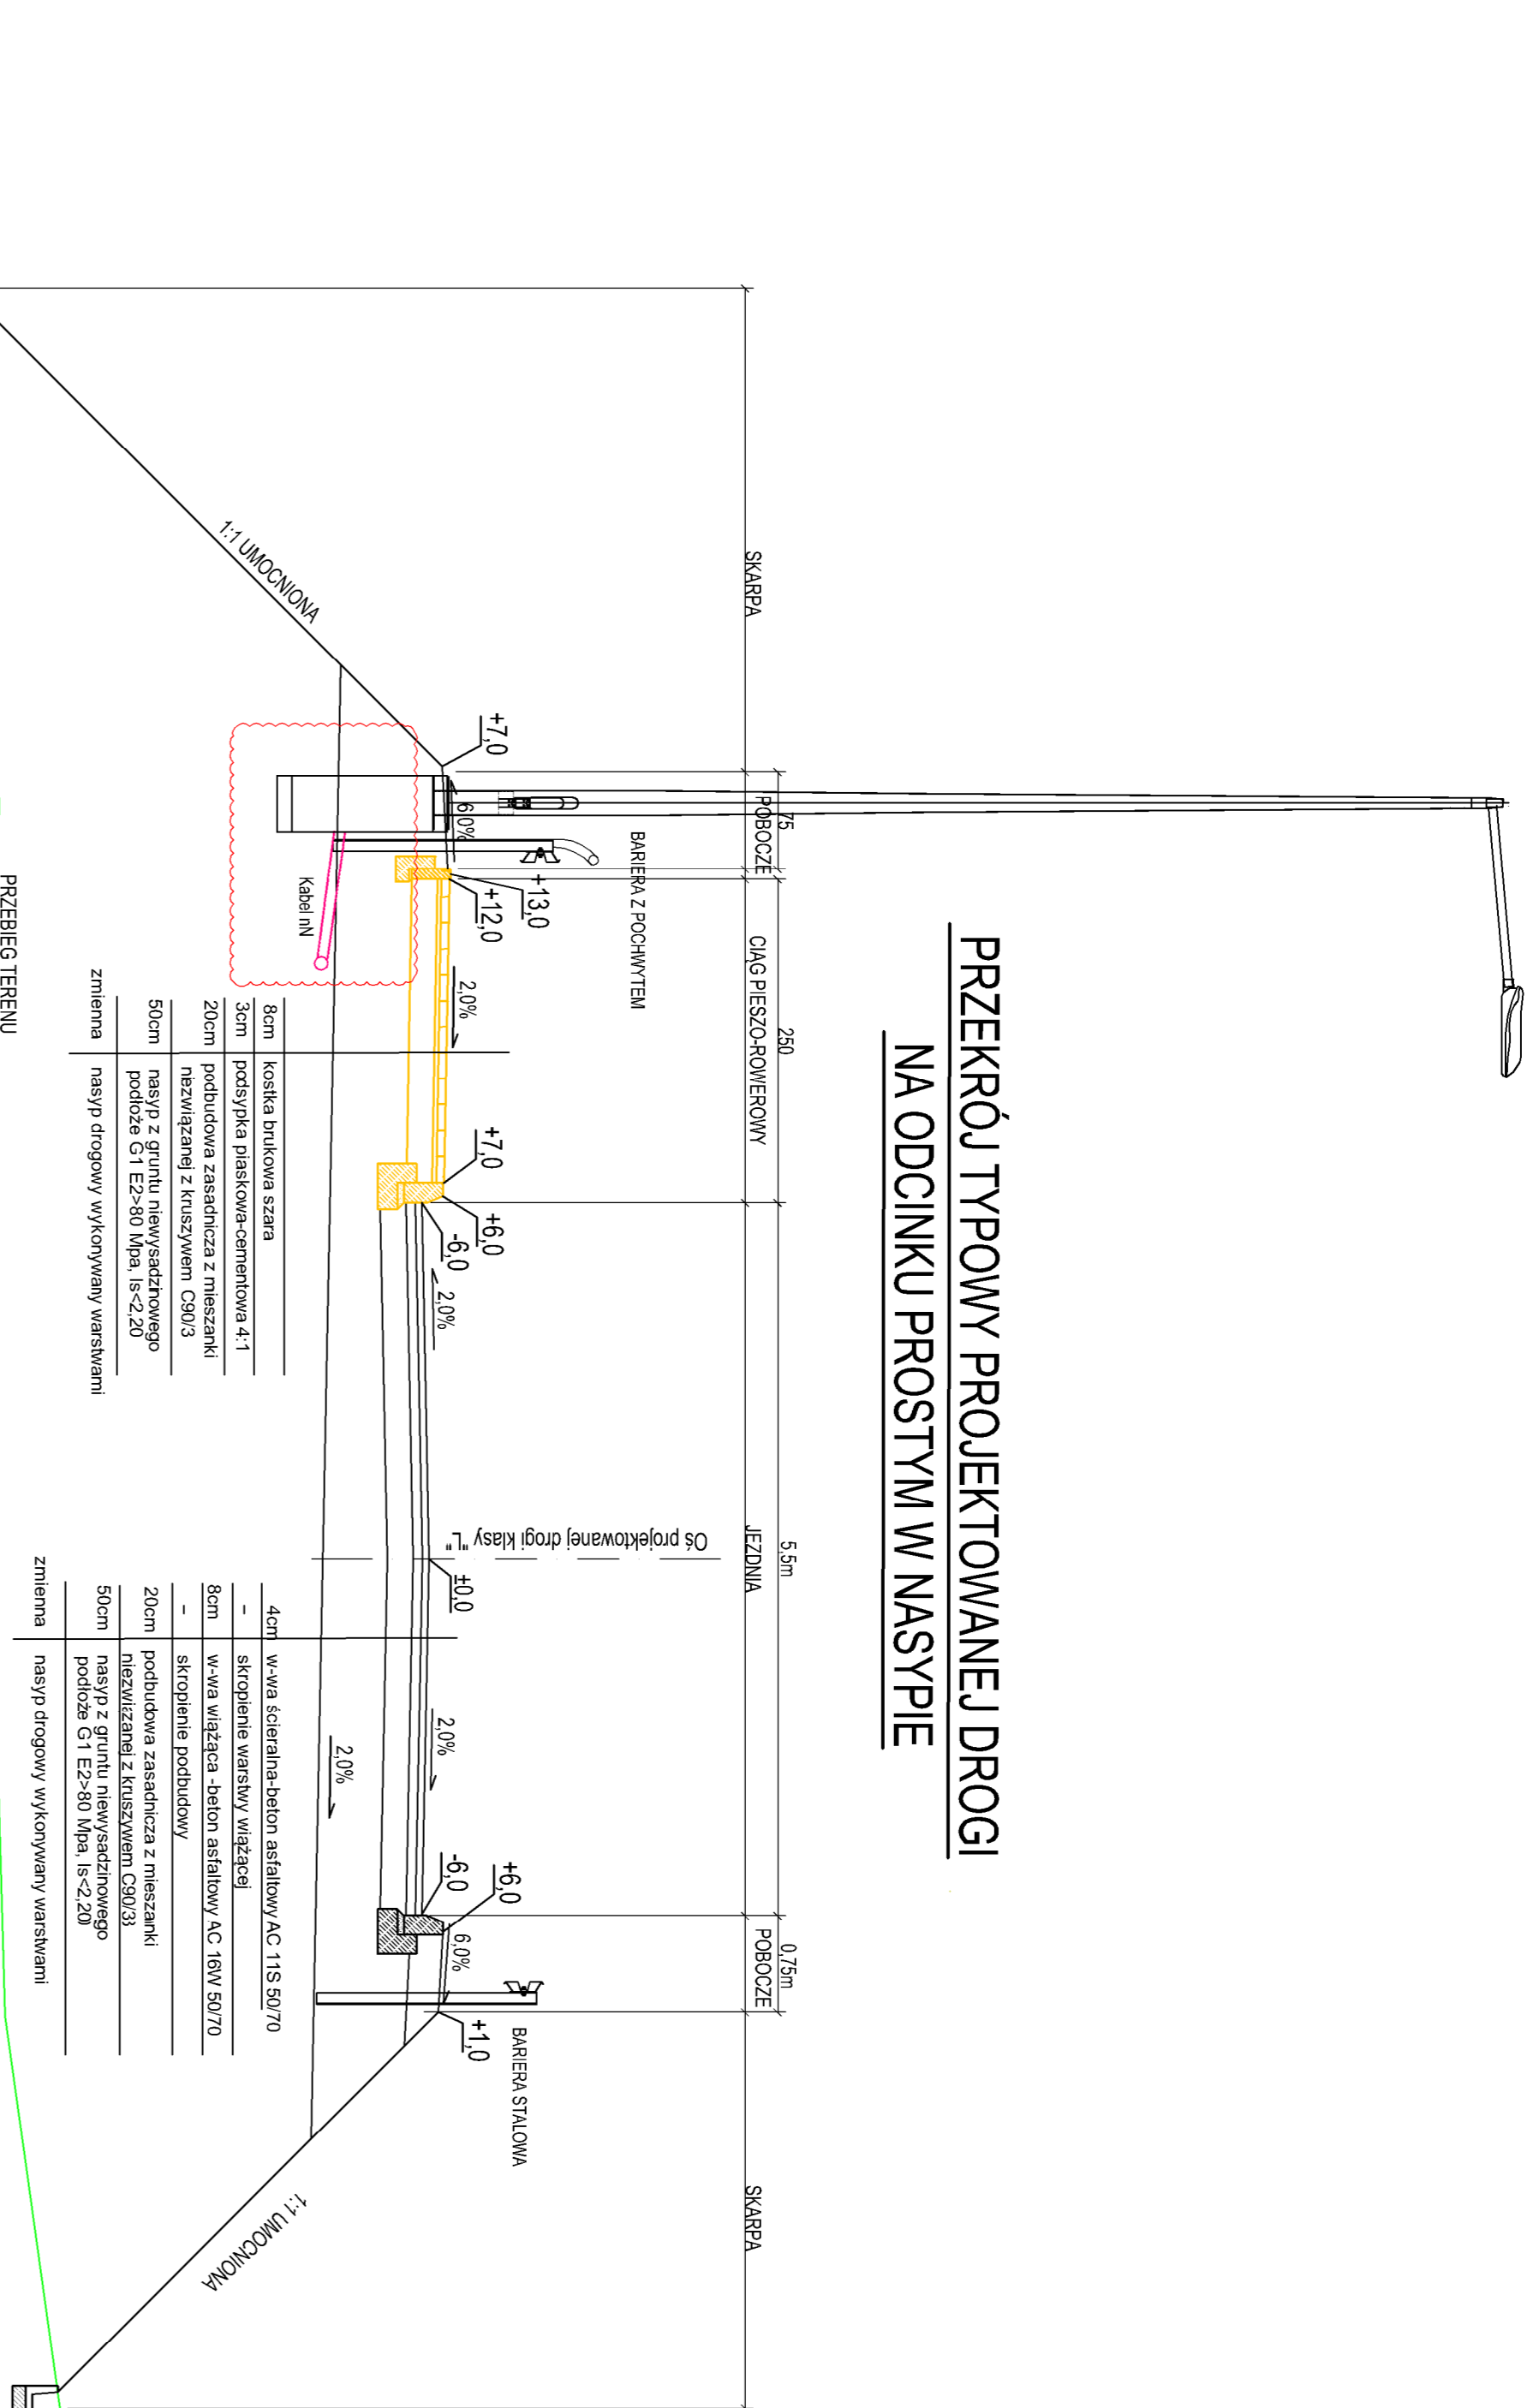 PRZEKRÓJ TYPOWY PROJEKTOWANEJ DROGI
NA ODCINKU PROSTYM W NASYPIE
75
250
5,5m
0,75m
SKARPA
POBOCZE
CIĄG PIESZO-ROWEROWY
JEZDNIA
POBOCZE
SKARPA
BARIERA Z POCHWYTEM
Oś projektowanej drogi klasy "L"
BARIERA STALOWA
+7,0
+13,0
+12,0
+7,0
+6,0
-6,0
±0,0
+6,0
-6,0
+1,0
6,0%
2,0%
2,0%
2,0%
6,0%
2,0%
1:1 UMOCNIONA
1:1 UMOCNIONA
Kabel nN
8cm kostka brukowa szara
3cm podsypka piaskowa-cementowa 4:1
20cm podbudowa zasadnicza z mieszanki
niezwiązanej z kruszywem C90/3
50cm nasyp z gruntu niewysadzinowego
podłoże G1 E2>80 Mpa, Is<2,20
zmienna nasyp drogowy wykonywany warstwami
4cm w-wa ścieralna-beton asfaltowy AC 11S 50/70
- skropienie warstwy wiążącej
8cm w-wa wiążąca -beton asfaltowy AC 16W 50/70
- skropienie podbudowy
20cm podbudowa zasadnicza z mieszanki
niezwiązanej z kruszywem C90/3
50cm nasyp z gruntu niewysadzinowego
podłoże G1 E2>80 Mpa, Is<2,20
zmienna nasyp drogowy wykonywany warstwami
PRZEBIEG TERENU